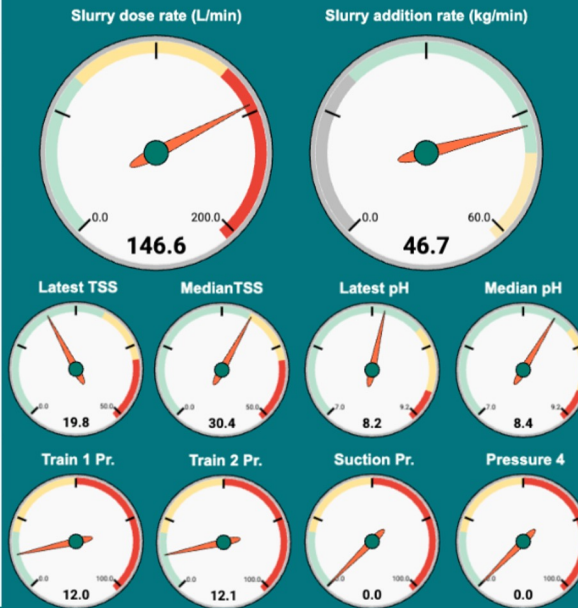 Slurry dose rate (L/min) Slurry addition rate (kg/min)
0.0 200.0 0.0 60.0
146.6 46.7
Latest TSS MedianTSS Latest pH Median pH
0.0 50.0 0.0 50.0 7.0 9.2 7.0 9.2
19.8 30.4 8.2 8.4
Train 1 Pr. Train 2 Pr. Suction Pr. Pressure 4
0.0 100.0 0.0 100.0 0.0 100.0 0.0 100.0
12.0 12.1 0.0 0.0